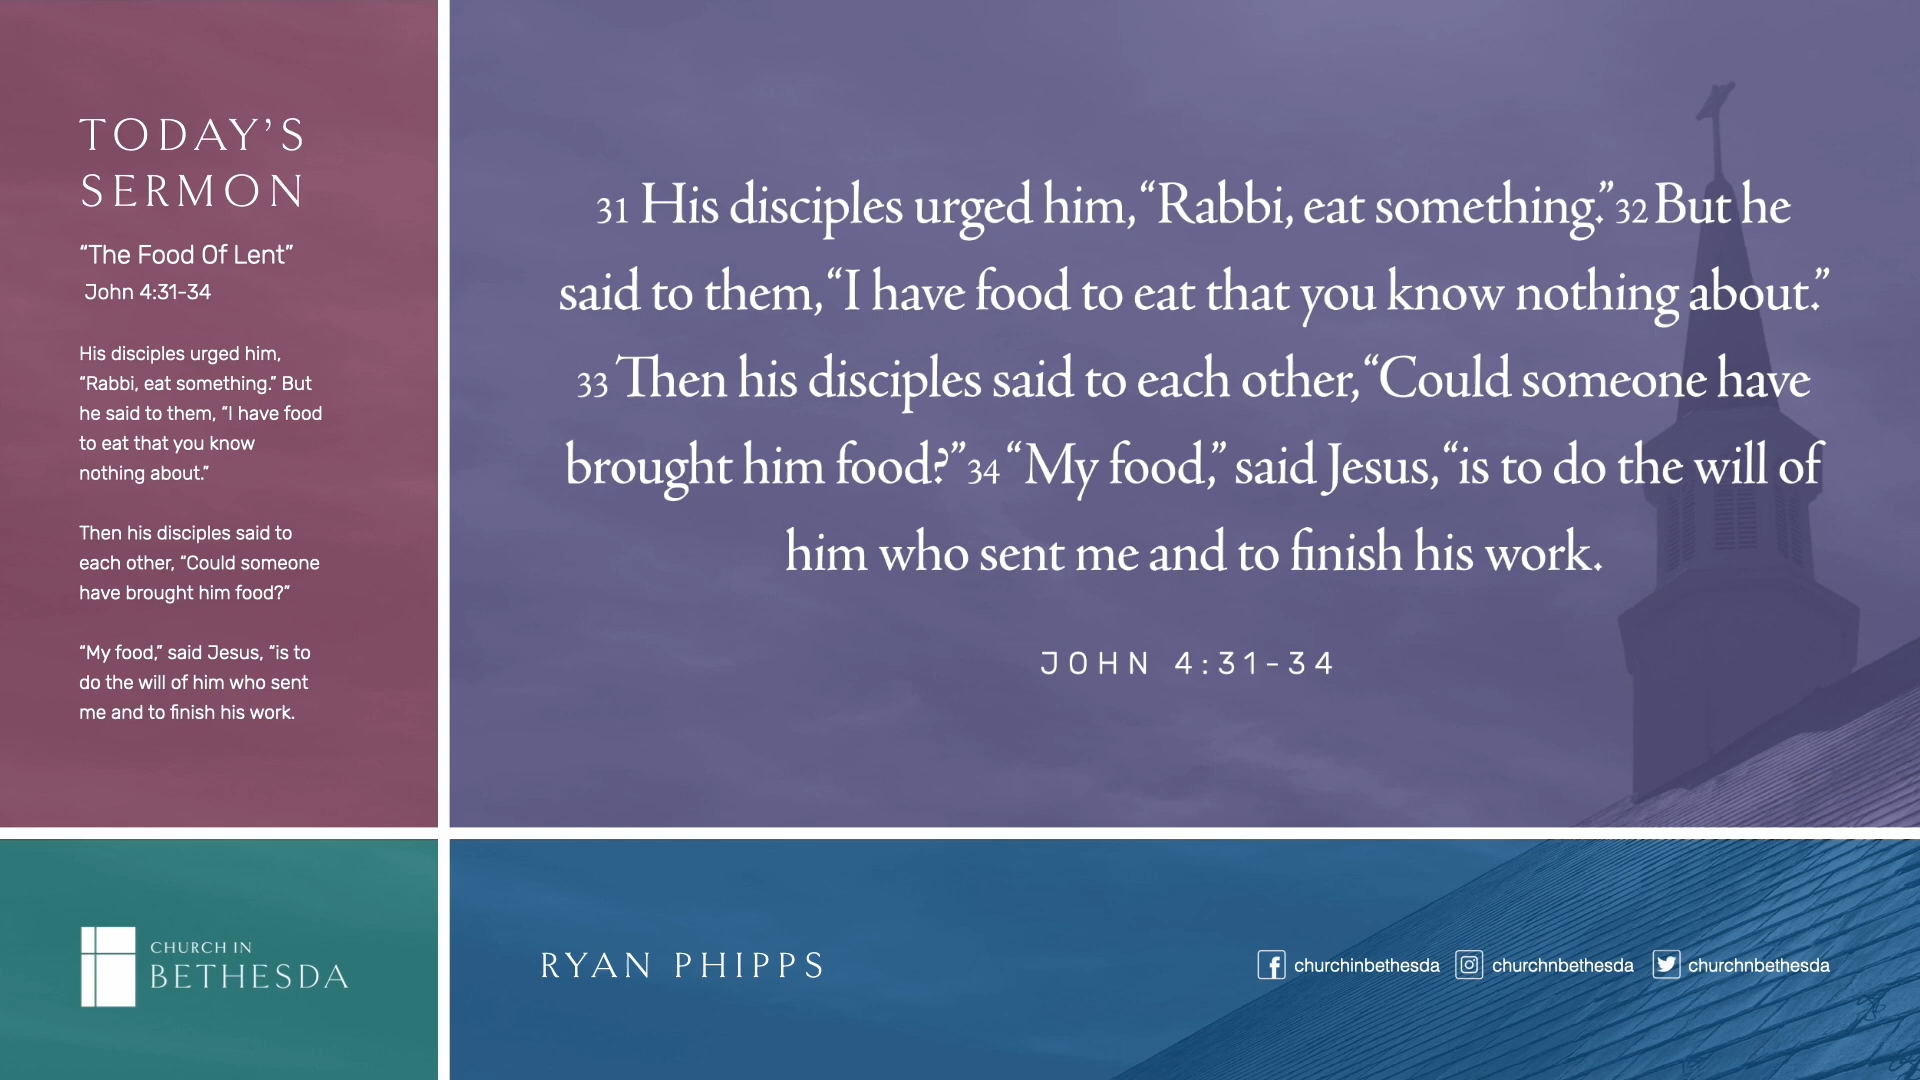 TODAY’S
SERMON
“The Food Of Lent”
John 4:31-34
His disciples urged him,
“Rabbi, eat something.” But
he said to them, “I have food
to eat that you know
nothing about.”
Then his disciples said to
each other, “Could someone
have brought him food?”
“My food,” said Jesus, “is to
do the will of him who sent
me and to finish his work.
31 His disciples urged him, “Rabbi, eat something.” 32 But he
said to them, “I have food to eat that you know nothing about.”
33 Then his disciples said to each other, “Could someone have
brought him food?” 34 “My food,” said Jesus, “is to do the will of
him who sent me and to finish his work.
JOHN 4:31-34
CHURCH IN
BETHESDA
RYAN PHIPPS
churchinbethesda churchnbethesda churchnbethesda